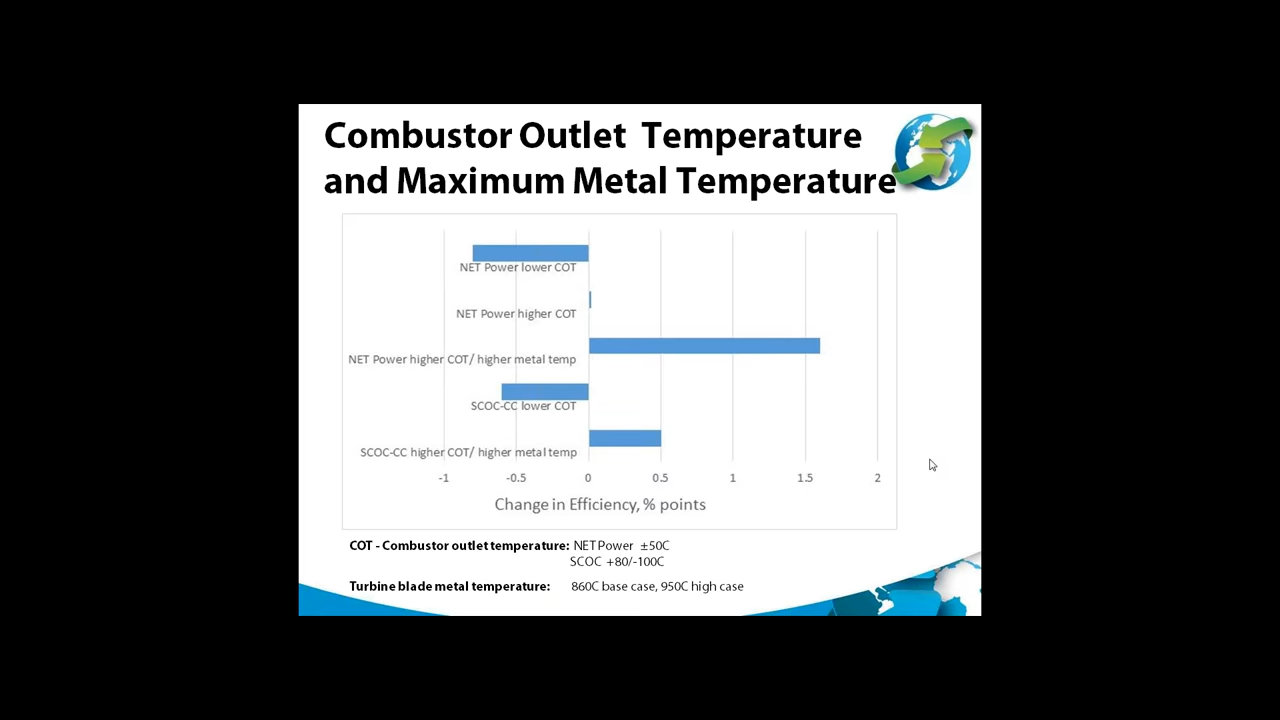 Combustor Outlet Temperature
and Maximum Metal Temperature
NET Power lower COT
NET Power higher COT
NET Power higher COT/ higher metal temp
SCOC-CC lower COT
SCOC-CC higher COT/ higher metal temp
-1 -0.5 0 0.5 1 1.5 2
Change in Efficiency, % points
COT - Combustor outlet temperature: NET Power ±50C
SCOC +80/-100C
Turbine blade metal temperature: 860C base case, 950C high case